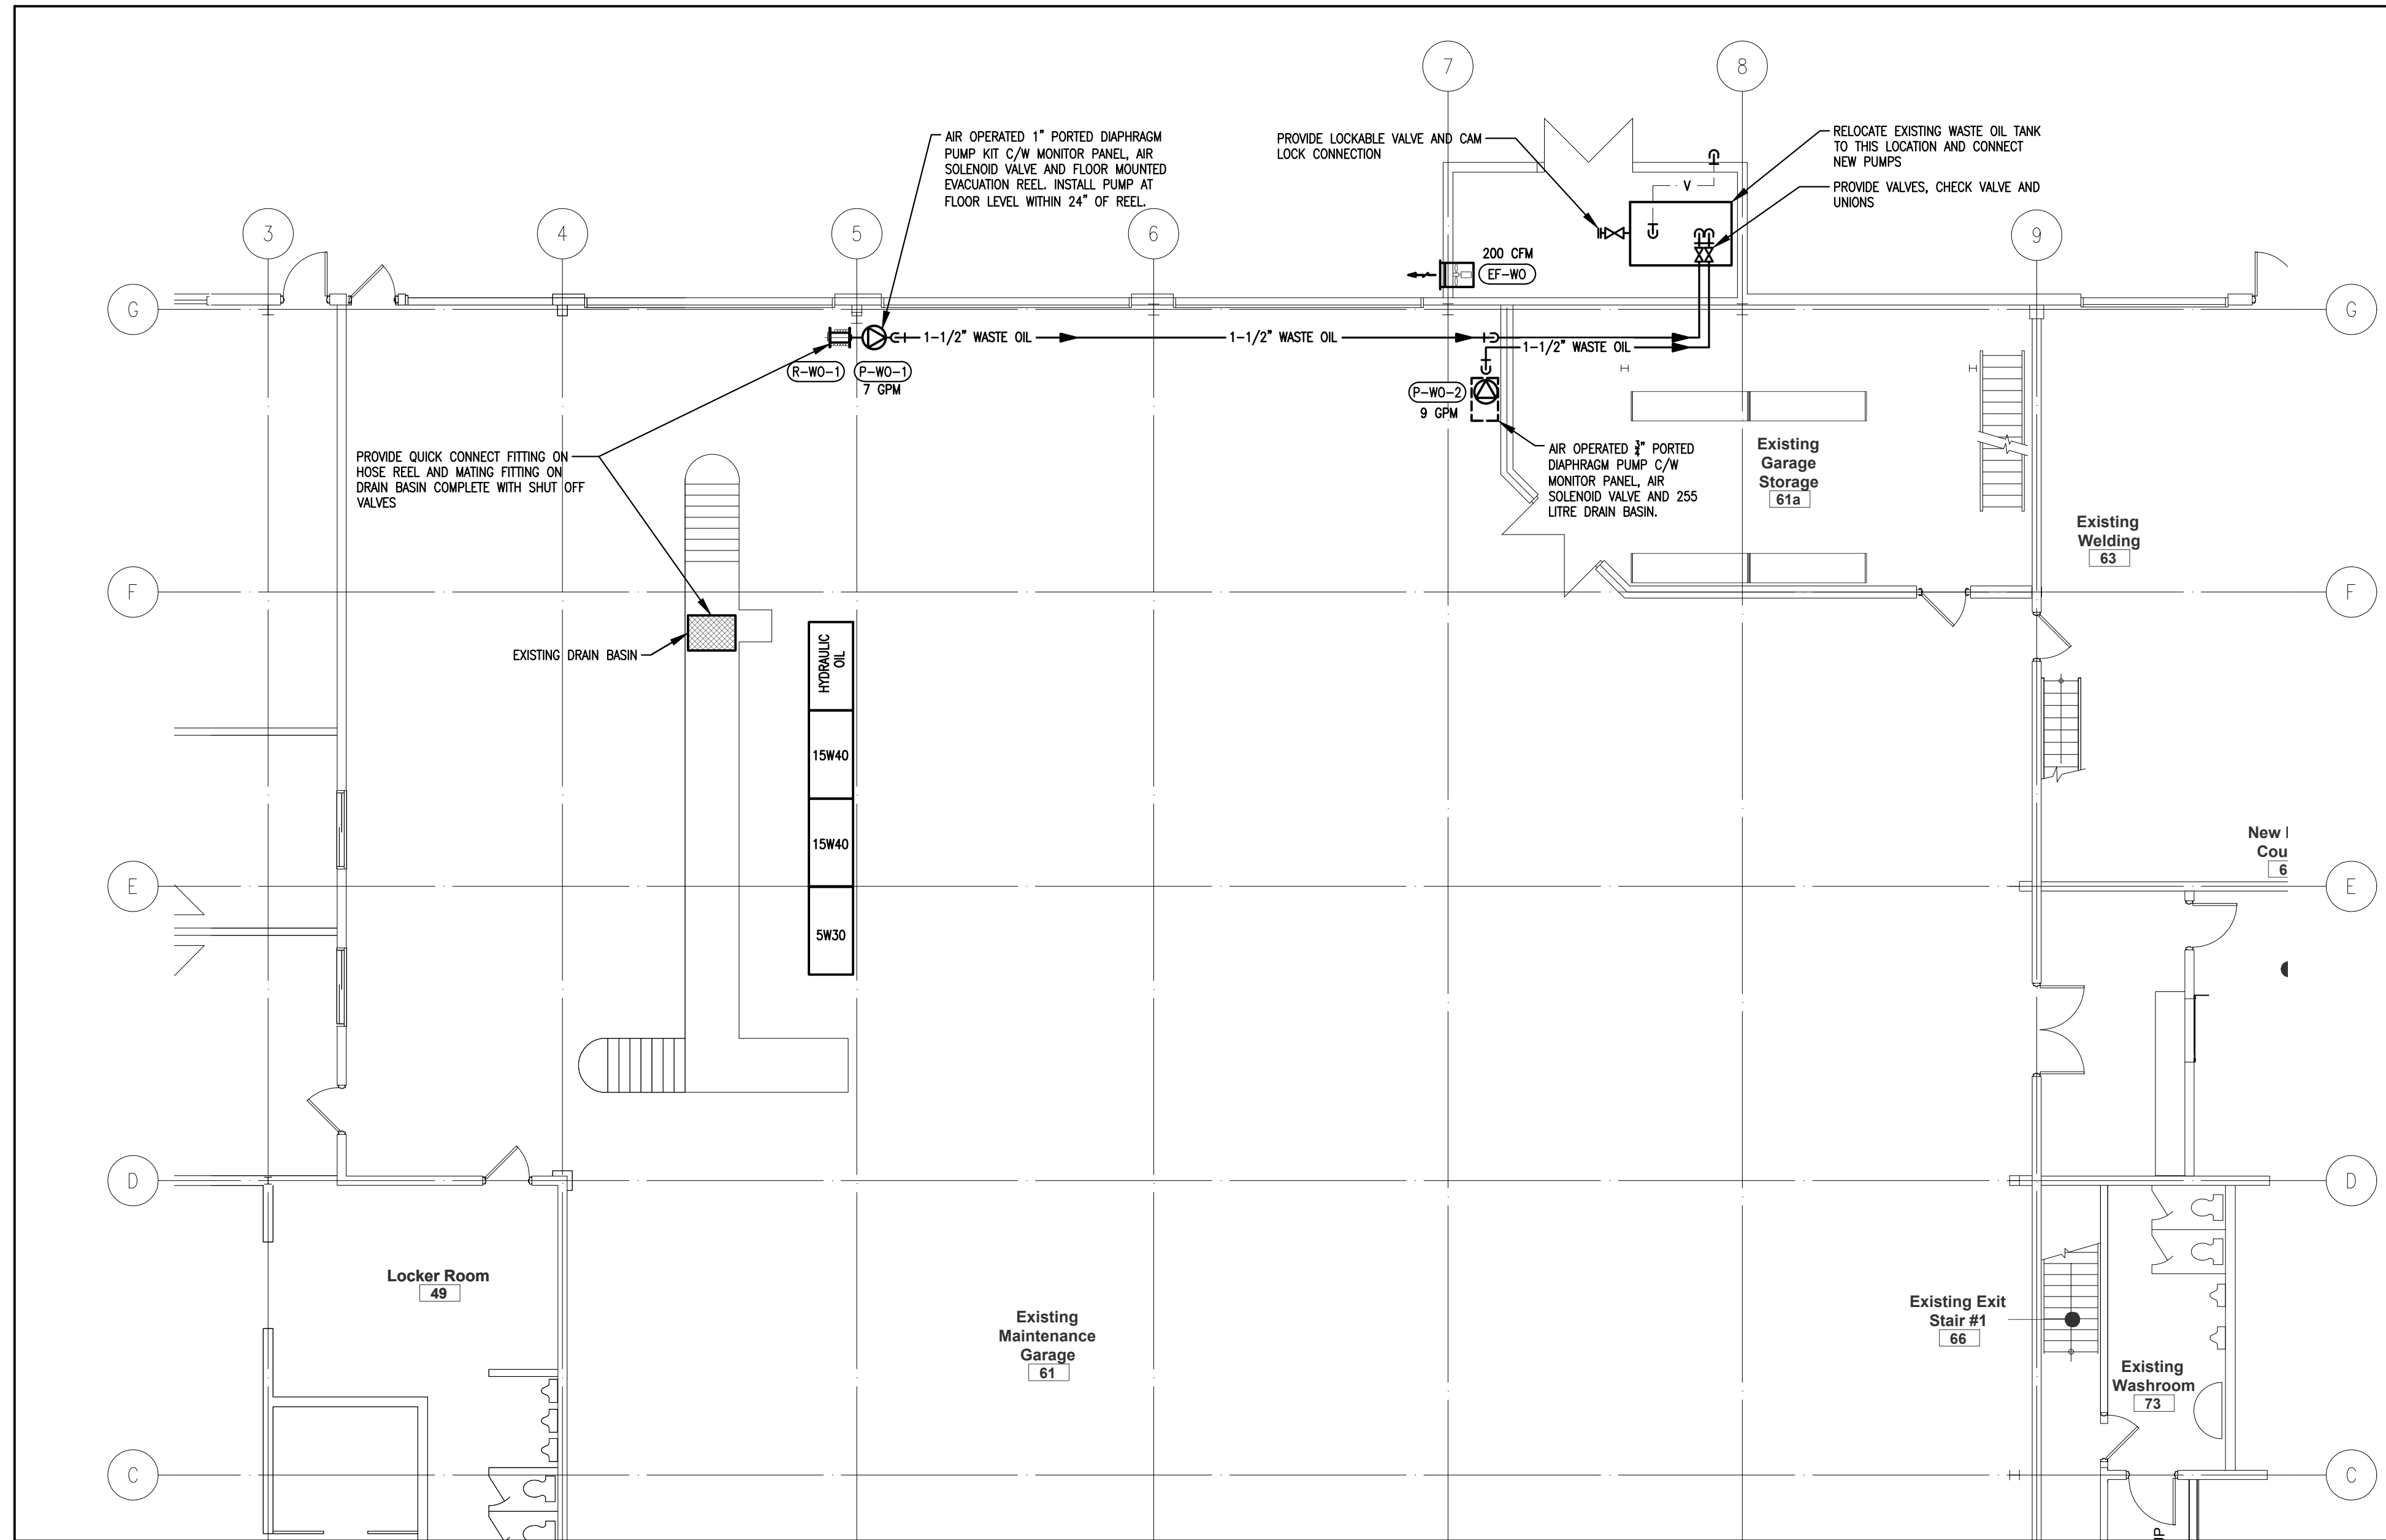 7
8
AIR OPERATED 1" PORTED DIAPHRAGM
PUMP KIT C/W MONITOR PANEL, AIR
SOLENOID VALVE AND FLOOR MOUNTED
EVACUATION REEL. INSTALL PUMP AT
FLOOR LEVEL WITHIN 24" OF REEL.
PROVIDE LOCKABLE VALVE AND CAM
LOCK CONNECTION
RELOCATE EXISTING WASTE OIL TANK
TO THIS LOCATION AND CONNECT
NEW PUMPS
PROVIDE VALVES, CHECK VALVE AND
UNIONS
V
3
4
5
6
9
200 CFM
EF-WO
G
G
1-1/2" WASTE OIL
1-1/2" WASTE OIL
1-1/2" WASTE OIL
R-WO-1
P-WO-1
7 GPM
P-WO-2
9 GPM
PROVIDE QUICK CONNECT FITTING ON
HOSE REEL AND MATING FITTING ON
DRAIN BASIN COMPLETE WITH SHUT OFF
VALVES
AIR OPERATED ¾" PORTED
DIAPHRAGM PUMP C/W
MONITOR PANEL, AIR
SOLENOID VALVE AND 255
LITRE DRAIN BASIN.
Existing
Garage
Storage
61a
Existing
Welding
63
F
F
EXISTING DRAIN BASIN
HYDRAULIC
OIL
15W40
15W40
5W30
New
Cou
6
E
E
D
D
Locker Room
49
Existing
Maintenance
Garage
61
Existing Exit
Stair #1
66
Existing
Washroom
73
C
C
UP